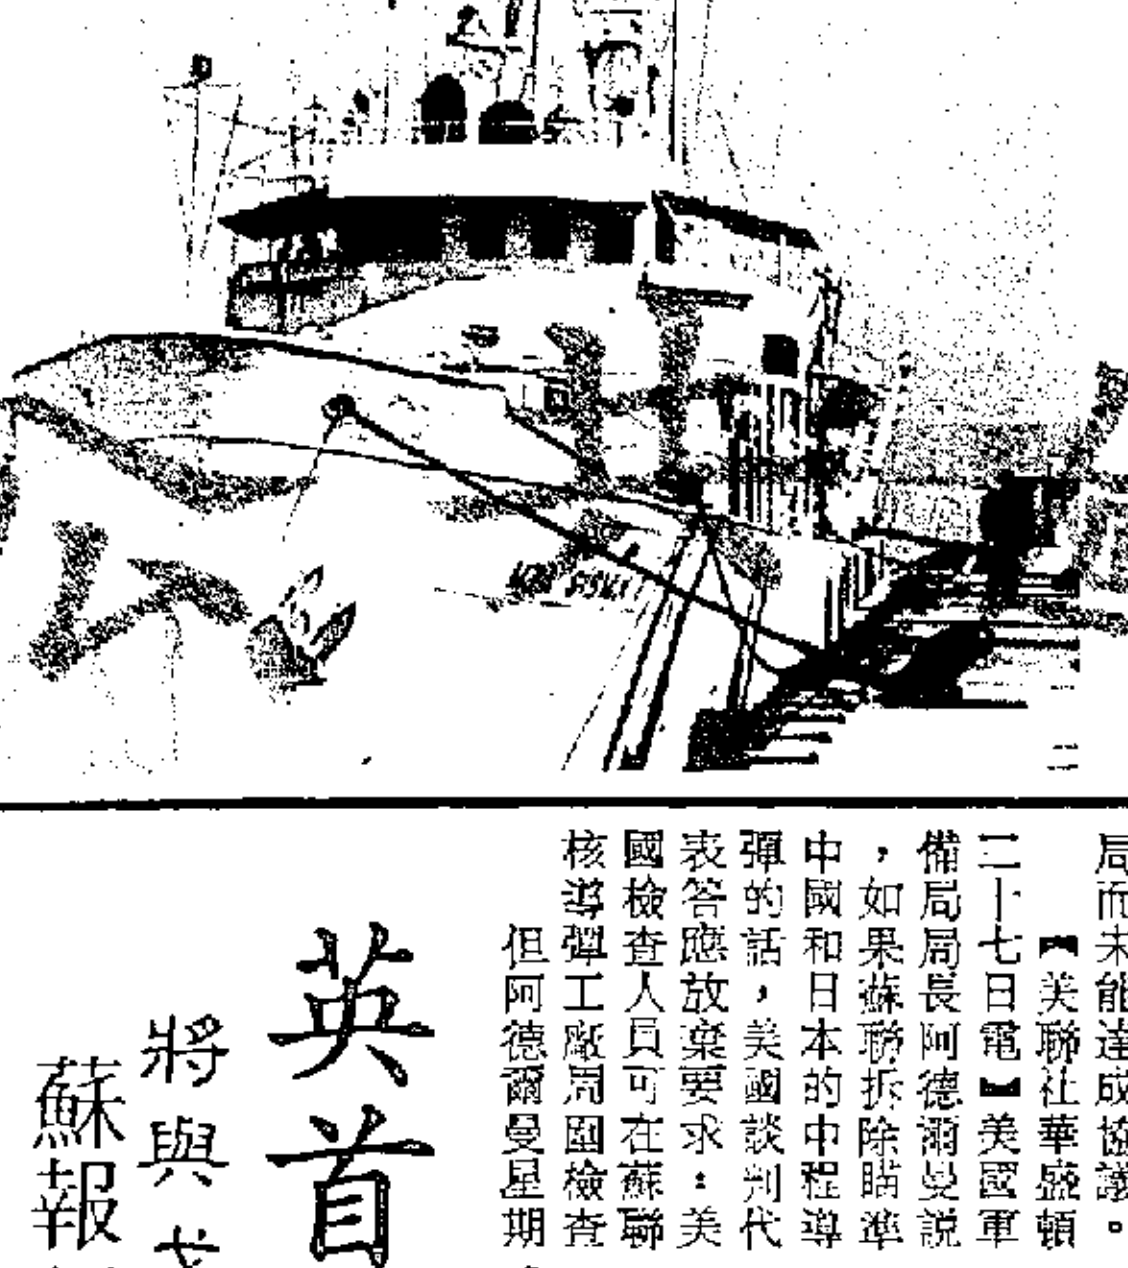 局而未能達成協議。
【美聯社華盛頓
二十七日電】美國軍
備局局長阿德爾曼説
，如果蘇聯拆除瞄準
中國和日本的中程導
彈的話，美國談判代
表答應放棄要求：美
國檢查人員可在蘇聯
核導彈工廠周圍檢查
但阿德爾曼星期
英首
將與
蘇報